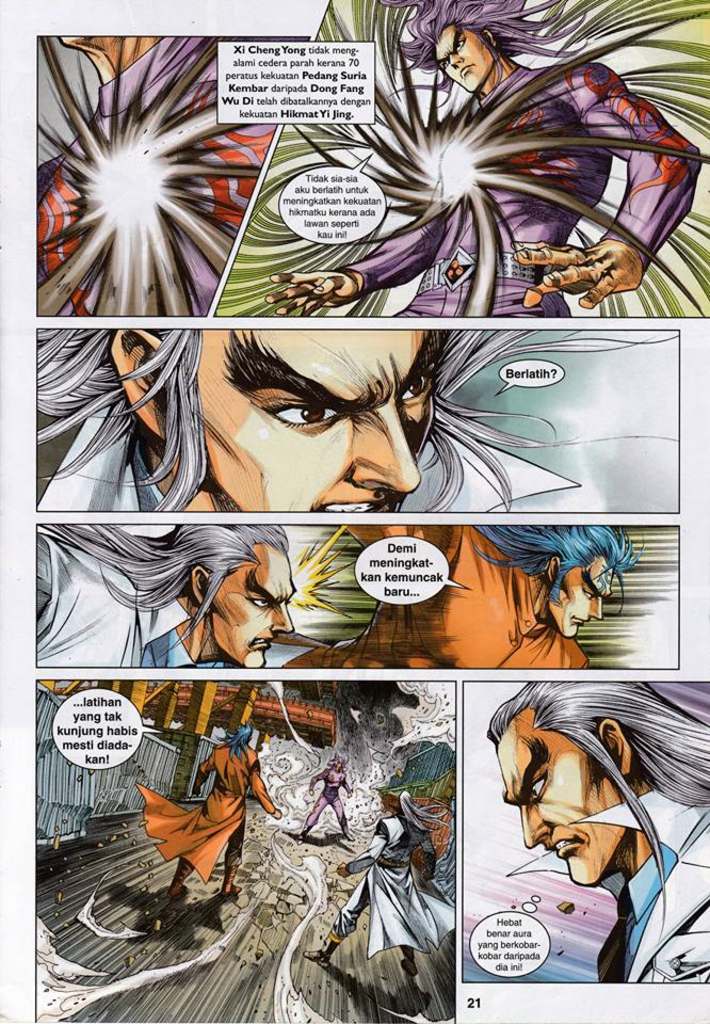 Xi Cheng Yong tidak meng-
alami cedera parah kerana 70
peratus kekuatan Pedang Suria
Kembar daripada Dong Fang
Wu Di telah dibatalkannya dengan
kekuatan Hikmat Yi Jing.
Tidak sia-sia
aku berlatih untuk
meningkatkan kekuatan
hikmatku kerana ada
lawan seperti
kau ini!
Berlatih?
Demi
meningkat-
kan kemuncak
baru...
...latihan
yang tak
kunjung habis
mesti diada-
kan!
Hebat
benar aura
yang berkobar-
kobar daripada
dia ini!
21